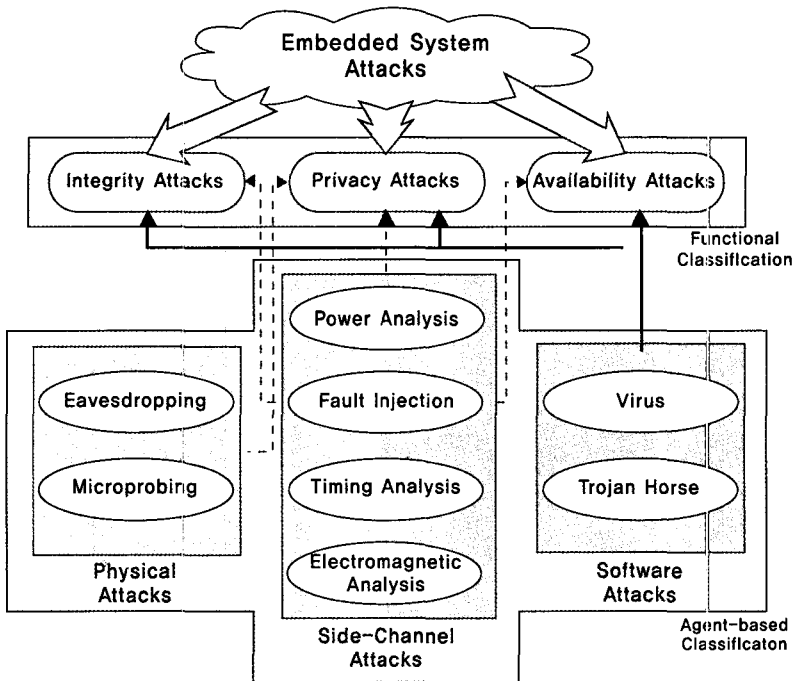 Embedded System
Attacks
Integrity Attacks
Privacy Attacks
Availability Attacks
Functional
Classification
Power Analysis
Eavesdropping
Fault Injection
Virus
Microprobing
Timing Analysis
Trojan Horse
Electromagnetic
Analysis
Physical
Attacks
Software
Attacks
Side-Channel
Attacks
Agent-based
Classificaton